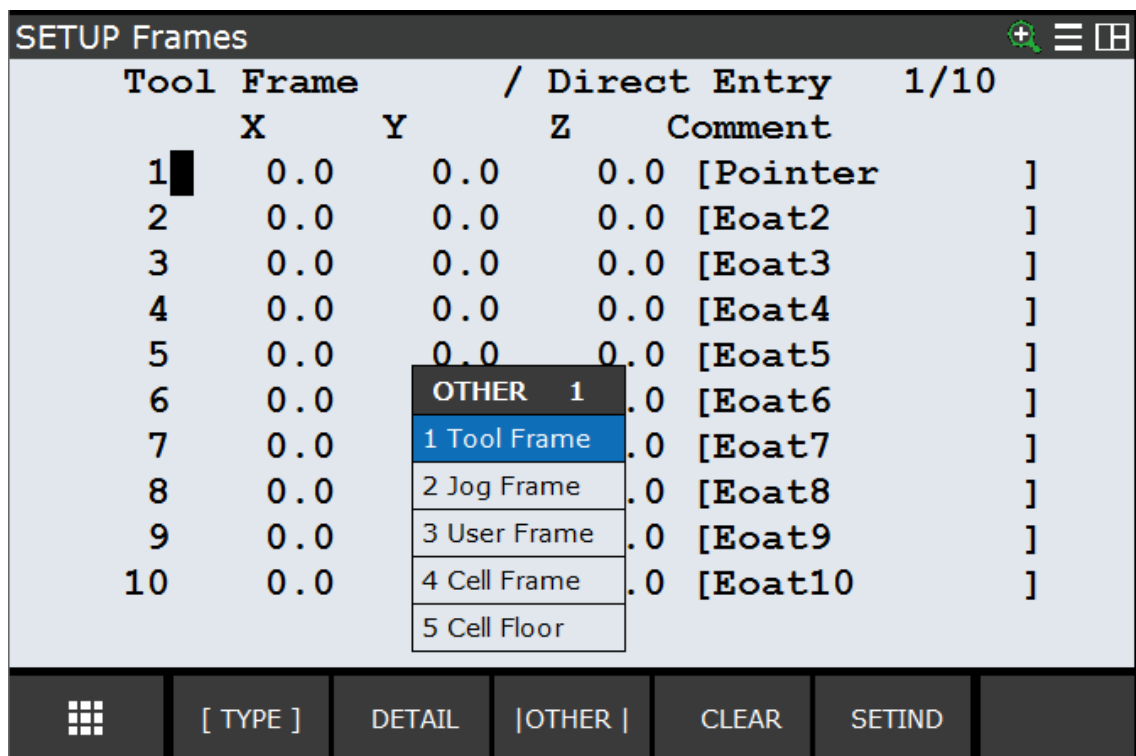 SETUP Frames
Tool Frame / Direct Entry 1/10
X Y Z Comment
1 0.0 0.0 0.0 [Pointer ]
2 0.0 0.0 0.0 [Eoat2 ]
3 0.0 0.0 0.0 [Eoat3 ]
4 0.0 0.0 0.0 [Eoat4 ]
5 0.0 0.0 0.0 [Eoat5 ]
6 0.0 .0 [Eoat6 ]
7 0.0 .0 [Eoat7 ]
8 0.0 .0 [Eoat8 ]
9 0.0 .0 [Eoat9 ]
10 0.0 .0 [Eoat10 ]
OTHER 1
1 Tool Frame
2 Jog Frame
3 User Frame
4 Cell Frame
5 Cell Floor
[ TYPE ] DETAIL |OTHER | CLEAR SETIND